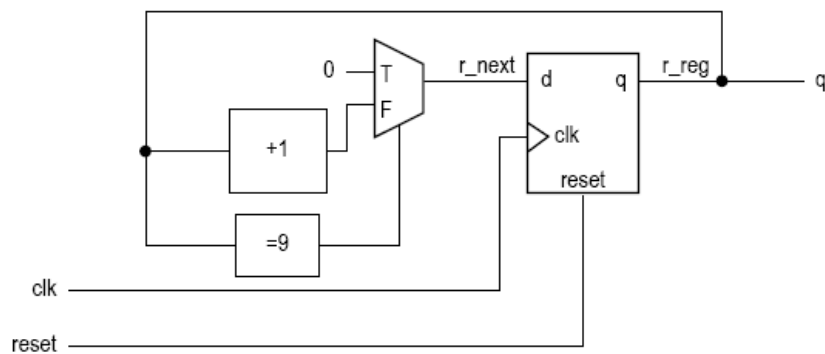 0
T
F
r_next
d
q
r_reg
q
+1
clk
reset
=9
clk
reset